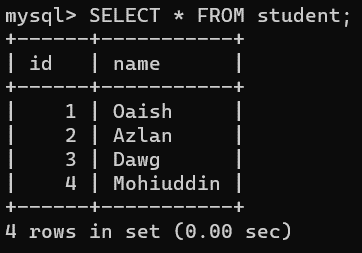 mysql> SELECT * FROM student;
+------+-----------+
| id   | name      |
+------+-----------+
|    1 | Oaish     |
|    2 | Azlan     |
|    3 | Dawg      |
|    4 | Mohiuddin |
+------+-----------+
4 rows in set (0.00 sec)